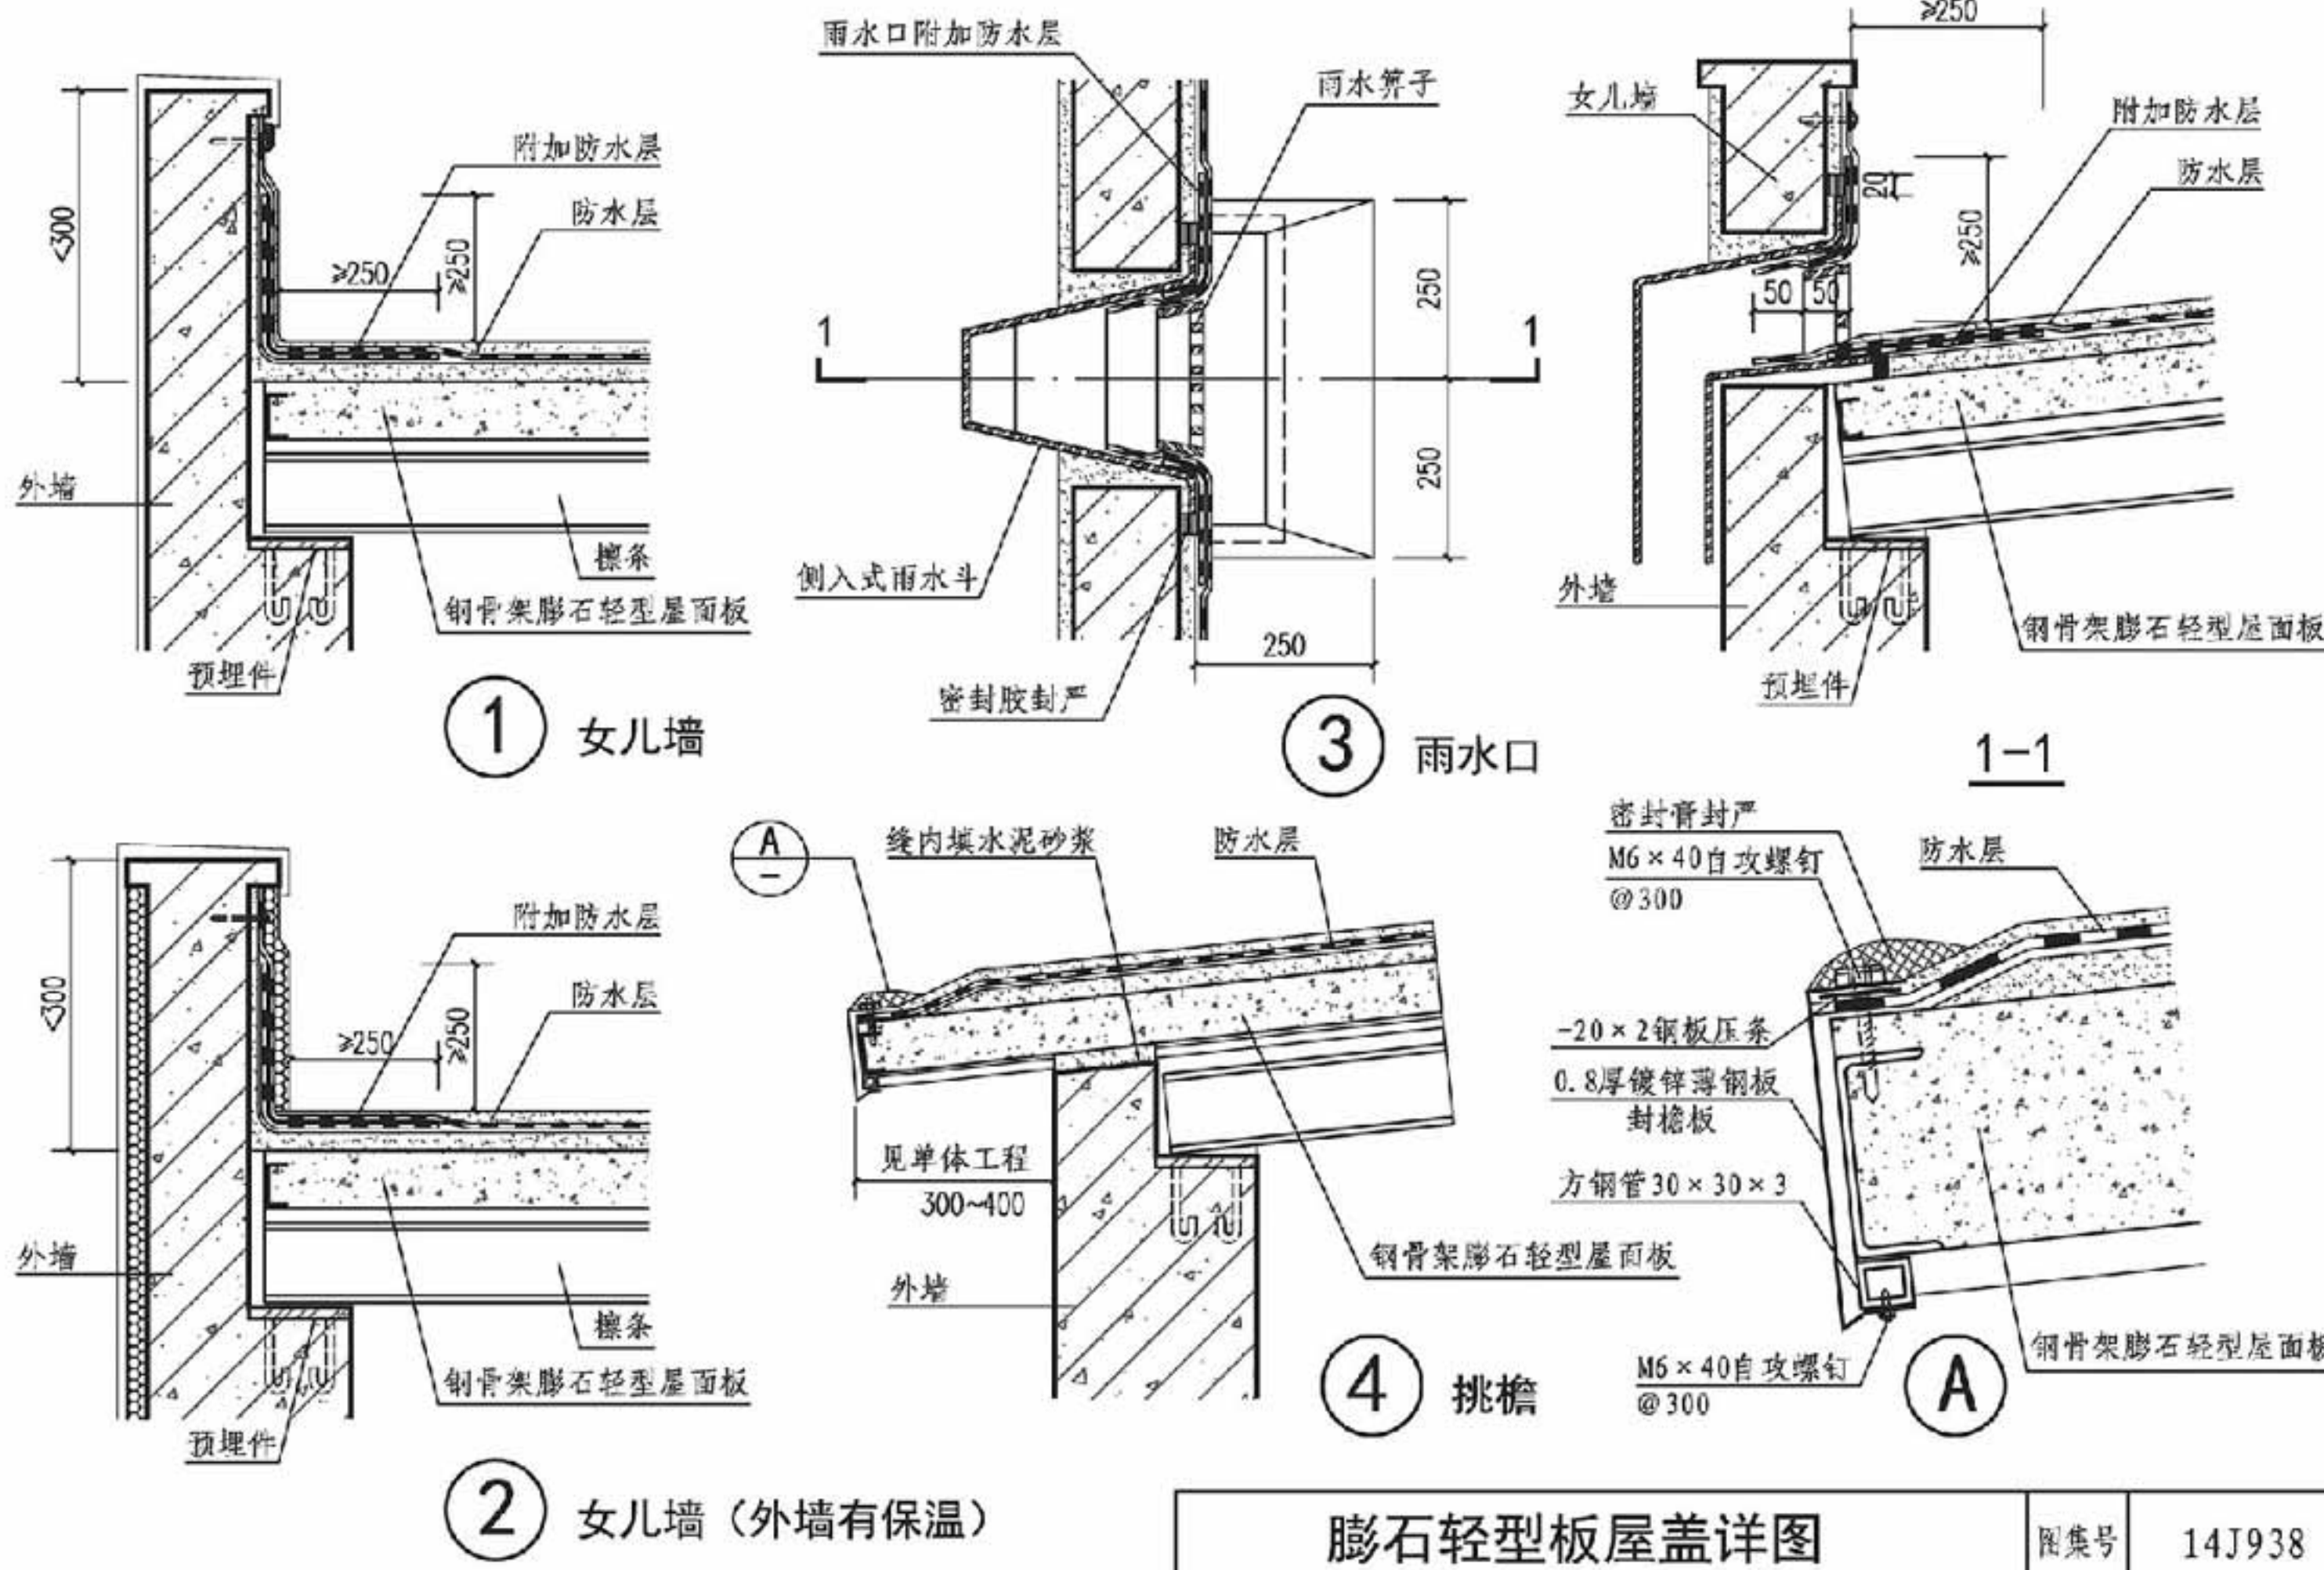 <300
附加防水层
防水层
≥250
≥250
外墙
檩条
钢骨架膨石轻型屋面板
预埋件
1 女儿墙
雨水口附加防水层
雨水箅子
1
1
250
250
侧入式雨水斗
250
密封胶封严
3 雨水口
≥250
女儿墙
附加防水层
防水层
20
≥250
50 50
外墙
钢骨架膨石轻型屋面板
预埋件
1-1
<300
附加防水层
防水层
≥250
≥250
外墙
檩条
钢骨架膨石轻型屋面板
预埋件
2 女儿墙（外墙有保温）
A
-
缝内填水泥砂浆
防水层
见单体工程
300~400
钢骨架膨石轻型屋面板
外墙
4 挑檐
密封膏封严
M6×40自攻螺钉
@300
防水层
-20×2钢板压条
0.8厚镀锌薄钢板
封檐板
方钢管30×30×3
钢骨架膨石轻型屋面板
M6×40自攻螺钉
@300
A
膨石轻型板屋盖详图
图集号
14J938